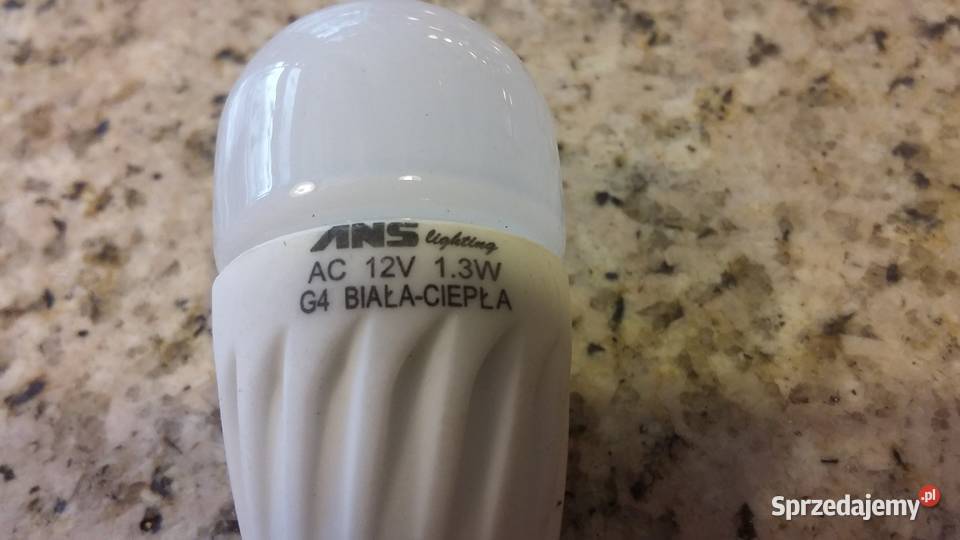 ANS lighting
AC 12V 1.3W
G4 BIAŁA-CIEPŁA
Sprzedajemy.pl